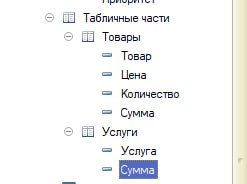 Приоритет
Табличные части
Товары
Товар
Цена
Количество
Сумма
Услуги
Услуга
Сумма